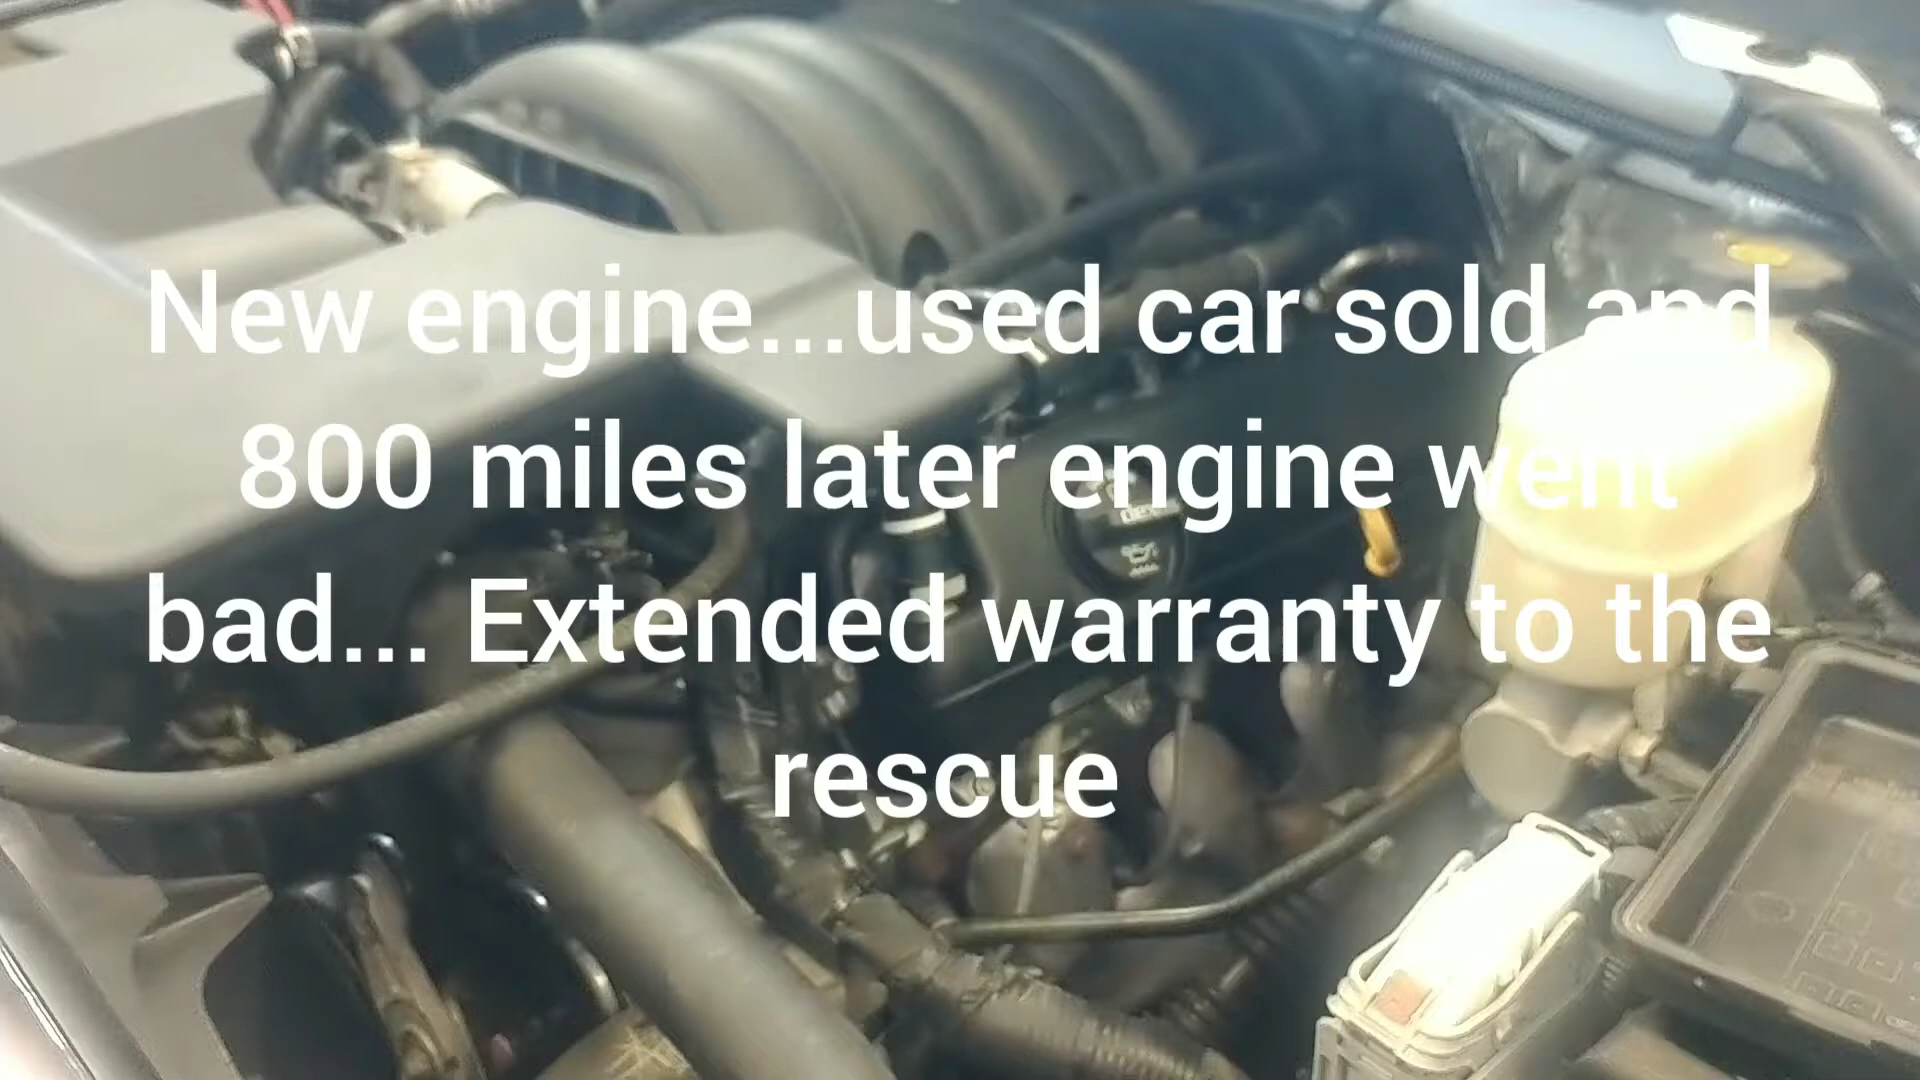 New engine...used car sold and
800 miles later engine went
bad... Extended warranty to the
rescue